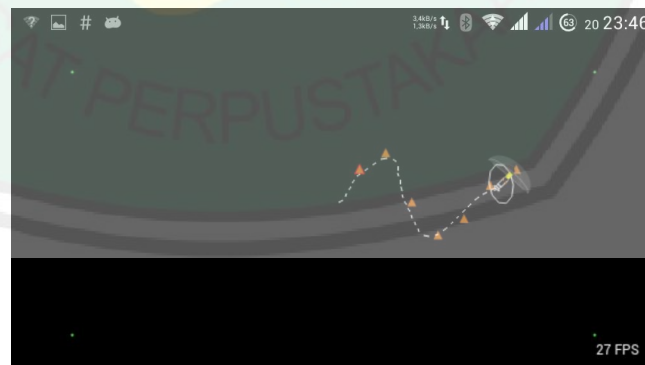 3,4kB/s
1,3kB/s
63 20 23:46
AT PERPUSTAKA
27 FPS